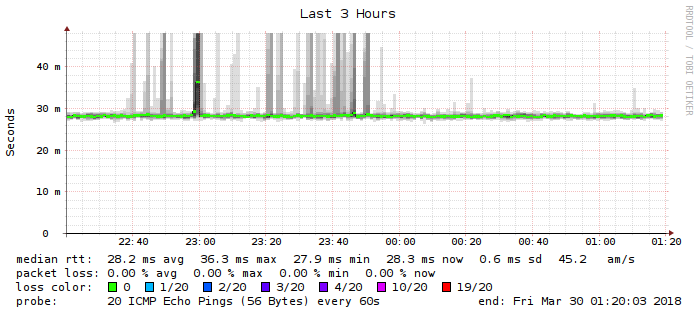 Last 3 Hours
RRDTOOL / TOBI OETIKER
Seconds
40 m
30 m
20 m
10 m
0
22:40 23:00 23:20 23:40 00:00 00:20 00:40 01:00 01:20
median rtt: 28.2 ms avg 36.3 ms max 27.9 ms min 28.3 ms now 0.6 ms sd 45.2 am/s
packet loss: 0.00 % avg 0.00 % max 0.00 % min 0.00 % now
loss color: 0 1/20 2/20 3/20 4/20 10/20 19/20
probe: 20 ICMP Echo Pings (56 Bytes) every 60s end: Fri Mar 30 01:20:03 2018